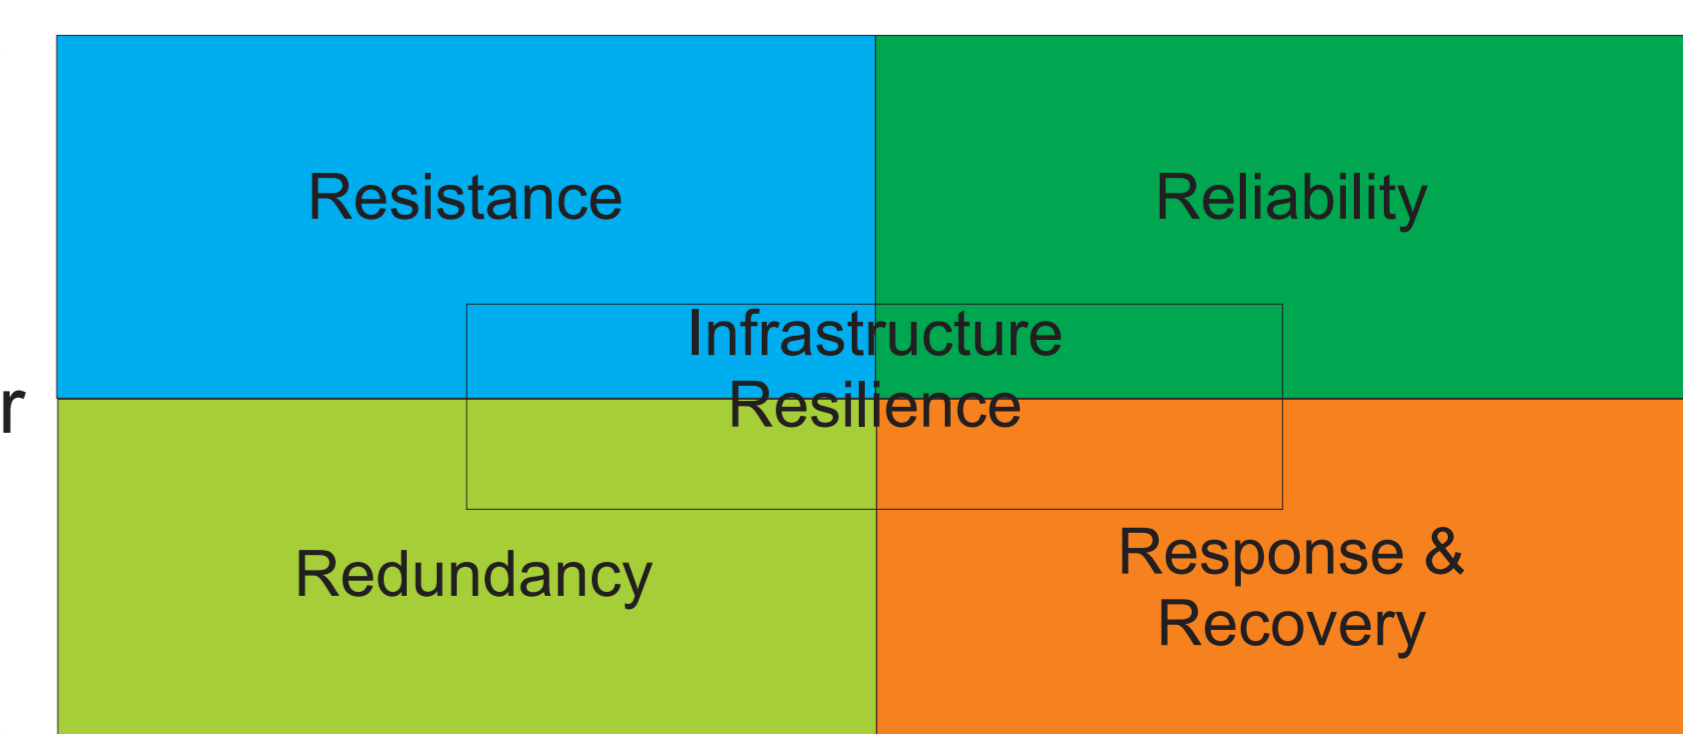 Resistance
Reliability
Infrastructure
Resilience
r
Redundancy
Response &
Recovery